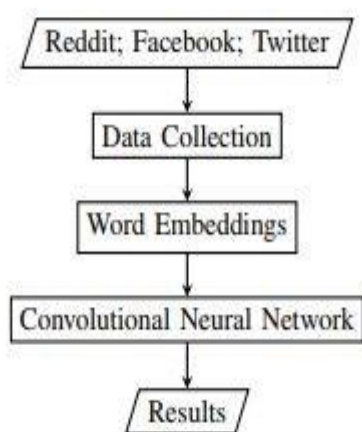 Reddit; Facebook; Twitter
Data Collection
Word Embeddings
Convolutional Neural Network
Results